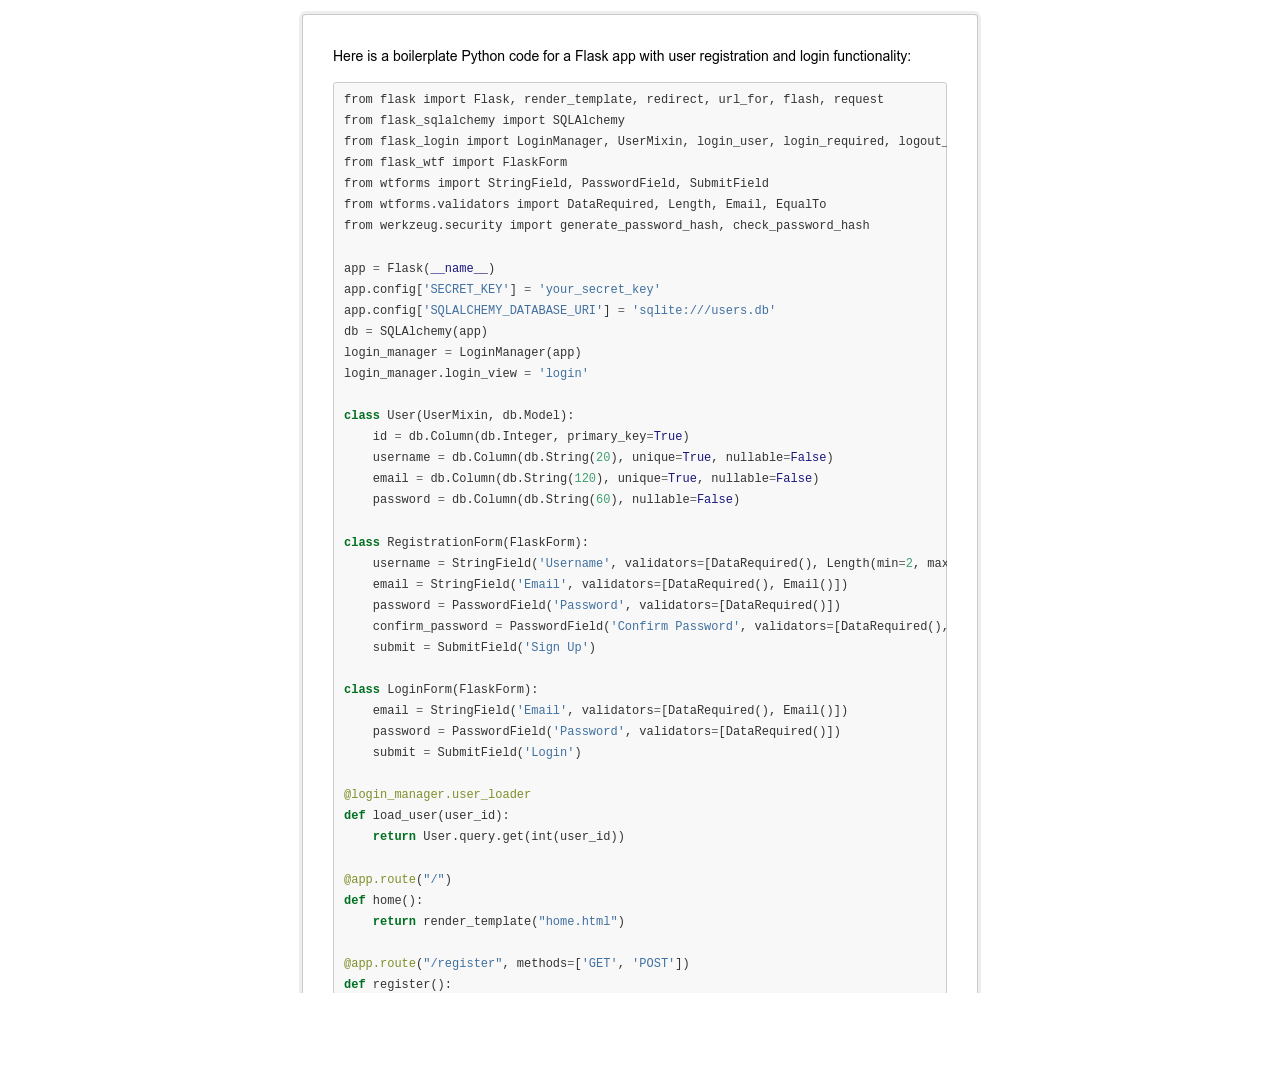 Here is a boilerplate Python code for a Flask app with user registration and login functionality:
from flask import Flask, render_template, redirect, url_for, flash, request
from flask_sqlalchemy import SQLAlchemy
from flask_login import LoginManager, UserMixin, login_user, login_required, logout_
from flask_wtf import FlaskForm
from wtforms import StringField, PasswordField, SubmitField
from wtforms.validators import DataRequired, Length, Email, EqualTo
from werkzeug.security import generate_password_hash, check_password_hash

app = Flask(__name__)
app.config['SECRET_KEY'] = 'your_secret_key'
app.config['SQLALCHEMY_DATABASE_URI'] = 'sqlite:///users.db'
db = SQLAlchemy(app)
login_manager = LoginManager(app)
login_manager.login_view = 'login'

class User(UserMixin, db.Model):
    id = db.Column(db.Integer, primary_key=True)
    username = db.Column(db.String(20), unique=True, nullable=False)
    email = db.Column(db.String(120), unique=True, nullable=False)
    password = db.Column(db.String(60), nullable=False)

class RegistrationForm(FlaskForm):
    username = StringField('Username', validators=[DataRequired(), Length(min=2, max
    email = StringField('Email', validators=[DataRequired(), Email()])
    password = PasswordField('Password', validators=[DataRequired()])
    confirm_password = PasswordField('Confirm Password', validators=[DataRequired(),
    submit = SubmitField('Sign Up')

class LoginForm(FlaskForm):
    email = StringField('Email', validators=[DataRequired(), Email()])
    password = PasswordField('Password', validators=[DataRequired()])
    submit = SubmitField('Login')

@login_manager.user_loader
def load_user(user_id):
    return User.query.get(int(user_id))

@app.route("/")
def home():
    return render_template("home.html")

@app.route("/register", methods=['GET', 'POST'])
def register():